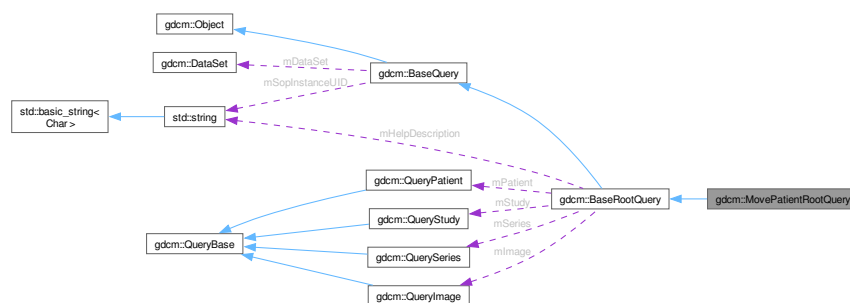 gdcm::Object
gdcm::DataSet
mDataSet
gdcm::BaseQuery
mSopInstanceUID
std::basic_string<
Char >
std::string
mHelpDescription
gdcm::QueryPatient
mPatient
gdcm::BaseRootQuery
gdcm::MovePatientRootQuery
mStudy
gdcm::QueryStudy
mSeries
gdcm::QueryBase
gdcm::QuerySeries
mImage
gdcm::QueryImage